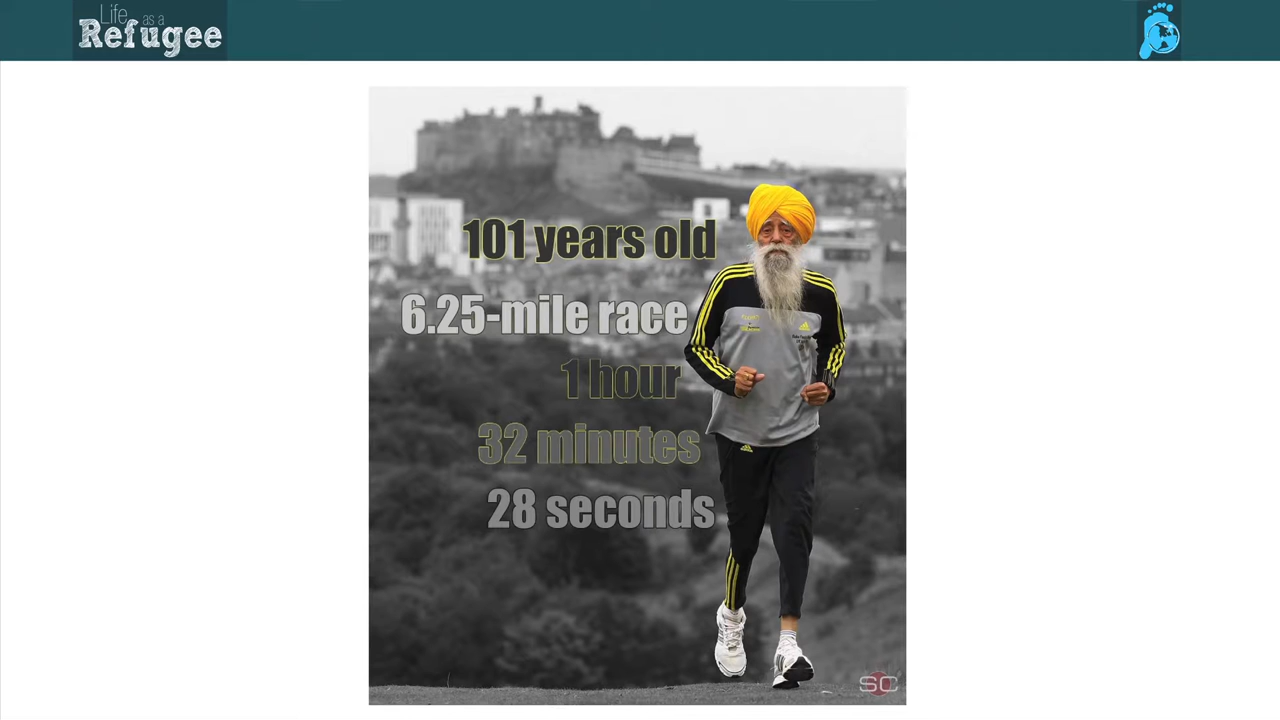 Life as a
Refugee
101 years old
6.25-mile race
1 hour
32 minutes
28 seconds
SC